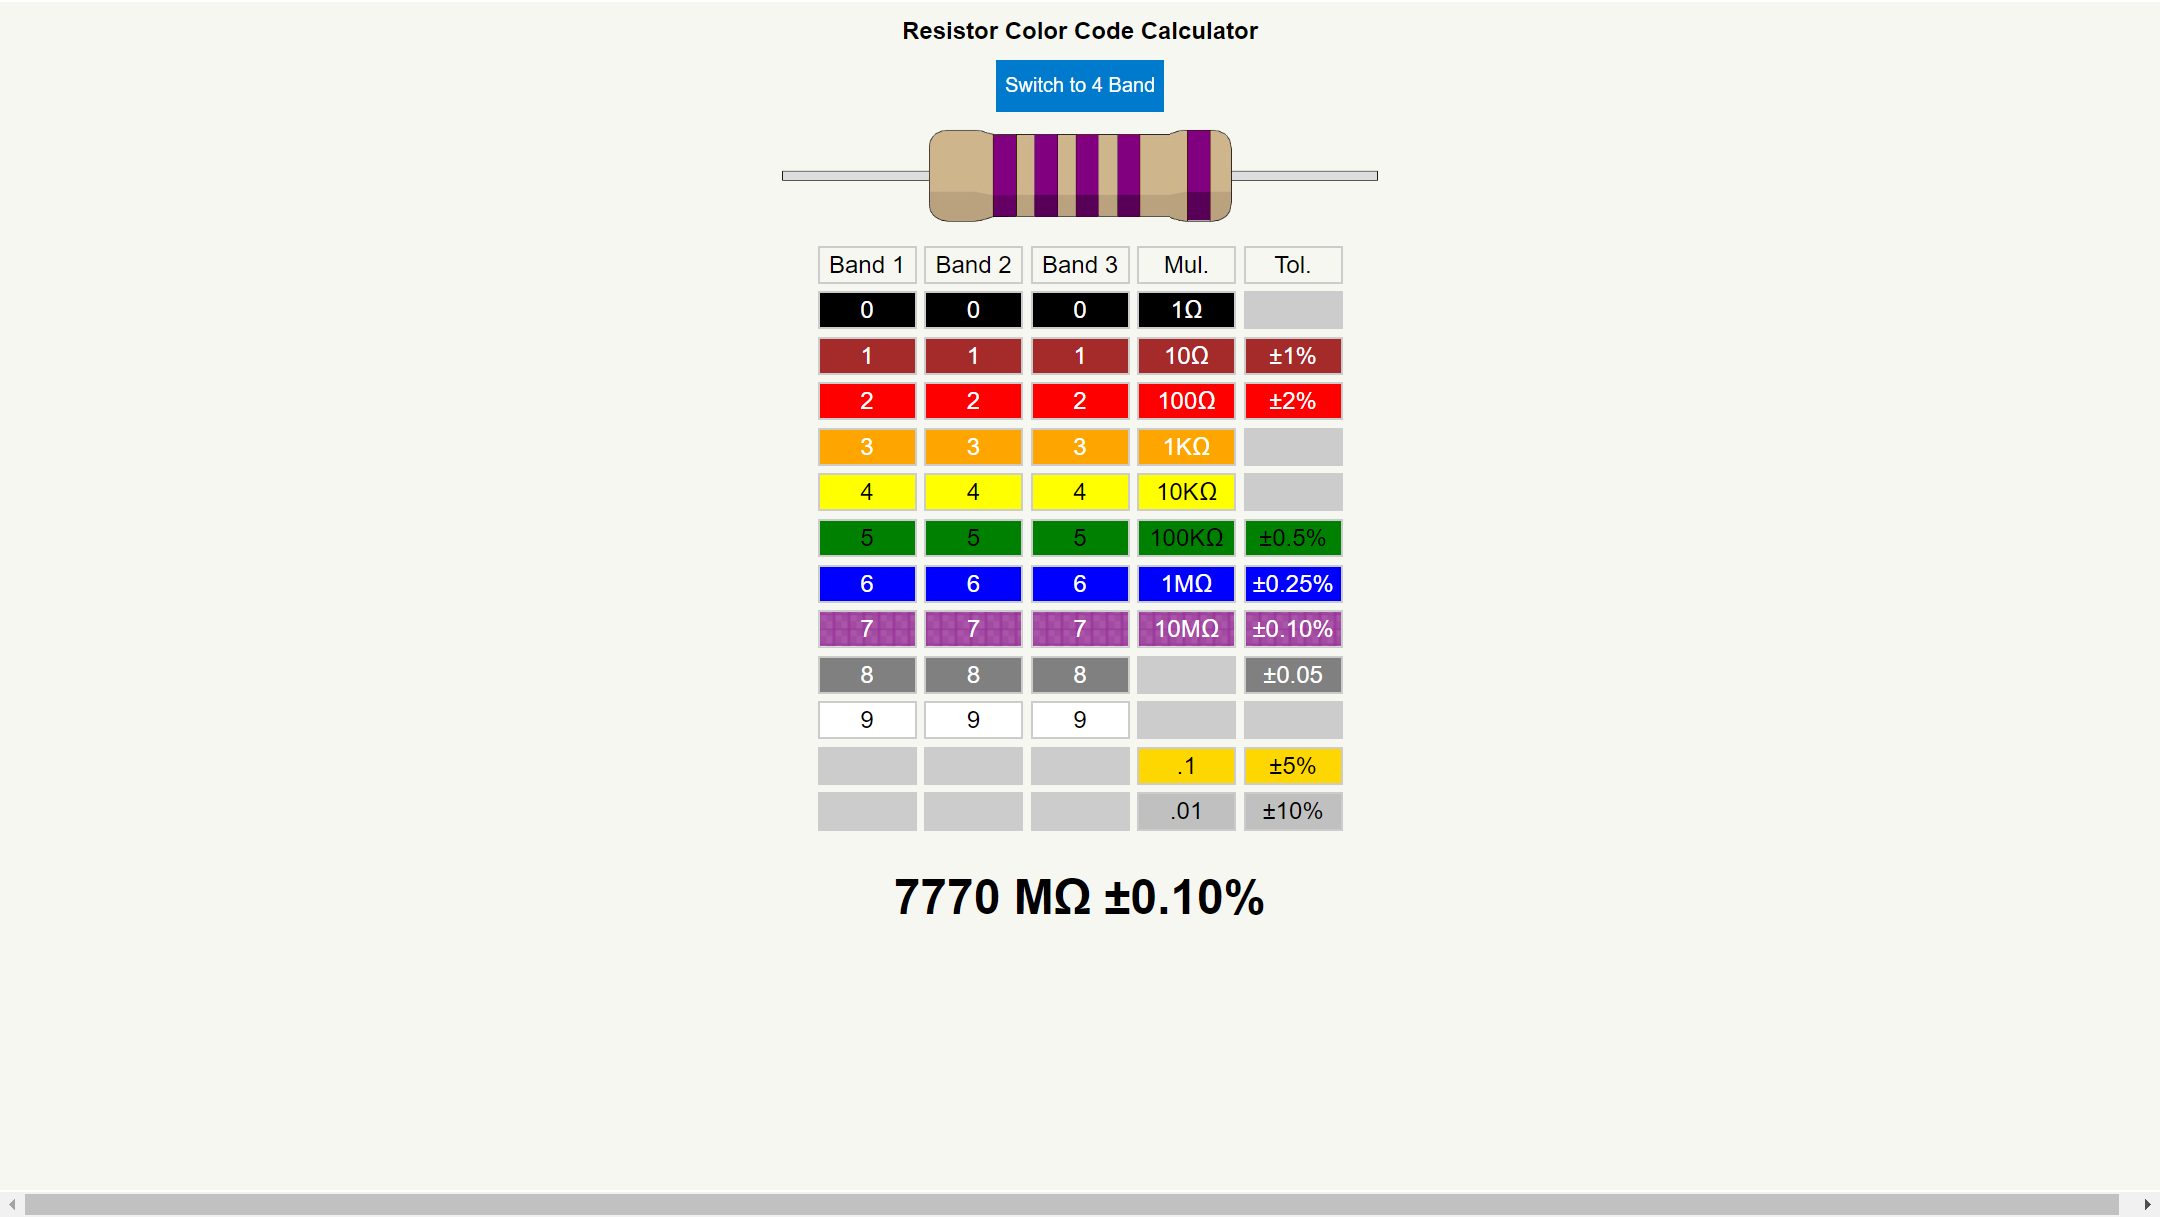 Resistor Color Code Calculator
Switch to 4 Band
Band 1 Band 2 Band 3 Mul. Tol.
0 0 0 1Ω
1 1 1 10Ω ±1%
2 2 2 100Ω ±2%
3 3 3 1KΩ
4 4 4 10KΩ
5 5 5 100KΩ ±0.5%
6 6 6 1MΩ ±0.25%
7 7 7 10MΩ ±0.10%
8 8 8 ±0.05
9 9 9
.1 ±5%
.01 ±10%
7770 MΩ ±0.10%